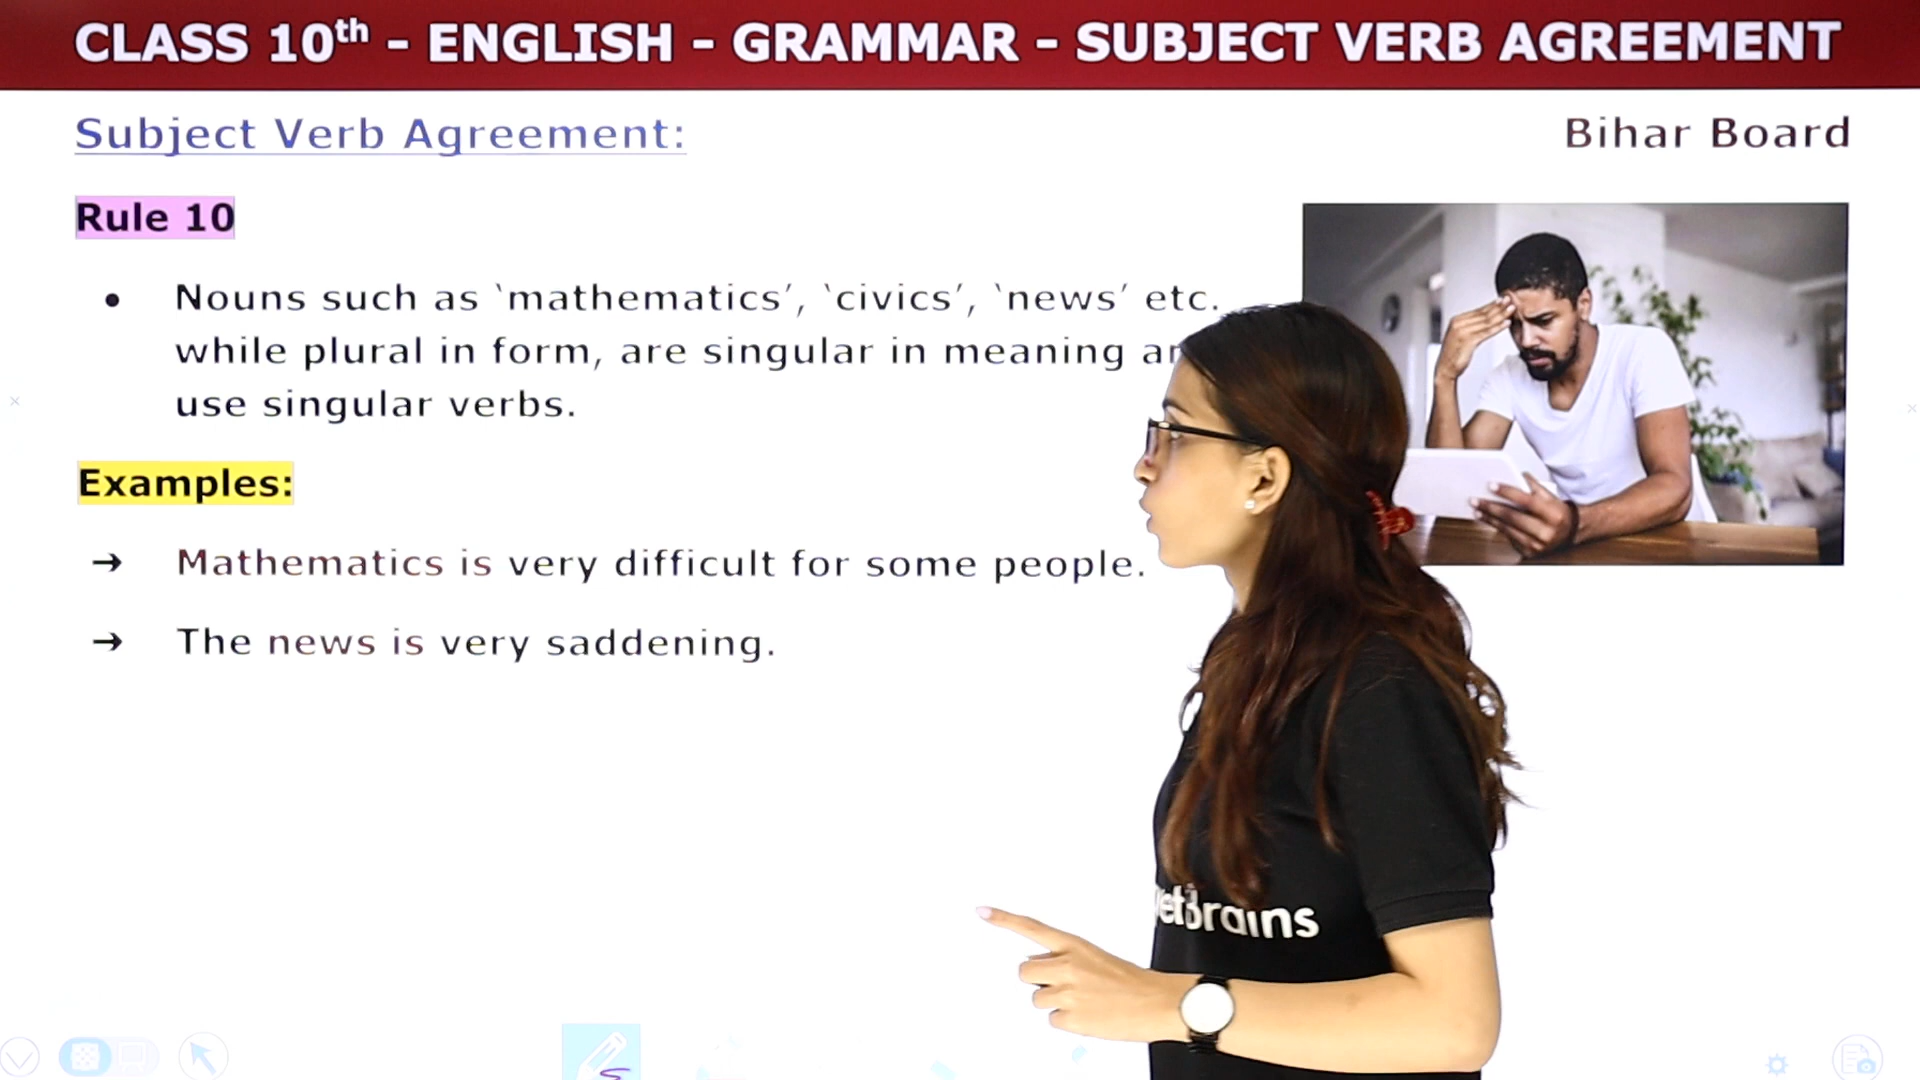 CLASS 10th - ENGLISH - GRAMMAR - SUBJECT VERB AGREEMENT
Subject Verb Agreement:
Bihar Board
Rule 10
• Nouns such as ‘mathematics’, ‘civics’, ‘news’ etc.
while plural in form, are singular in meaning
use singular verbs.
Examples:
→ Mathematics is very difficult for some people.
→ The news is very saddening.